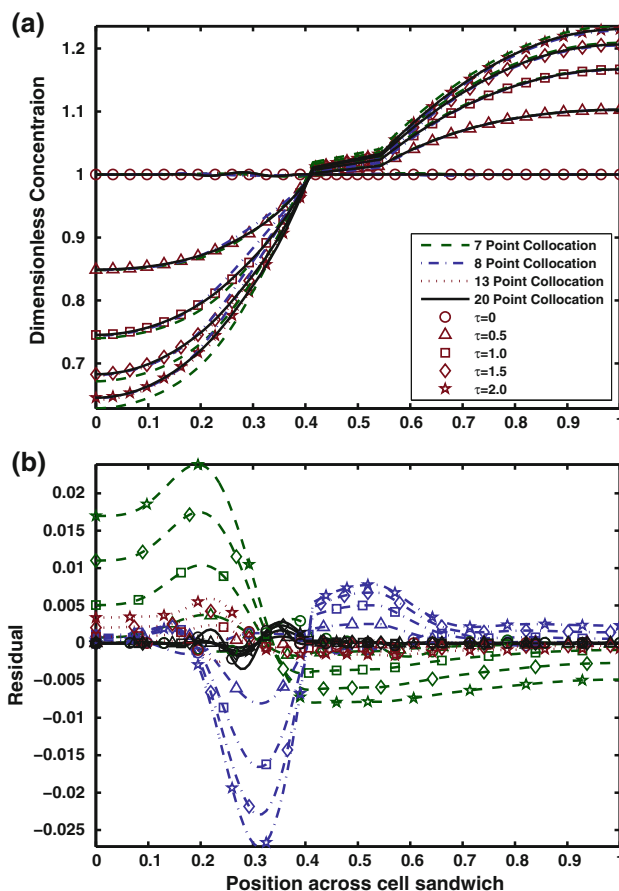 (a)
1.2
1.1
1
0.9
0.8
0.7
Dimensionless Concentraion
7 Point Collocation
8 Point Collocation
13 Point Collocation
20 Point Collocation
τ=0
τ=0.5
τ=1.0
τ=1.5
τ=2.0
0 0.1 0.2 0.3 0.4 0.5 0.6 0.7 0.8 0.9 1
(b)
0.02
0.015
0.01
0.005
0
−0.005
−0.01
−0.015
−0.02
−0.025
Residual
0 0.1 0.2 0.3 0.4 0.5 0.6 0.7 0.8 0.9 1
Position across cell sandwich